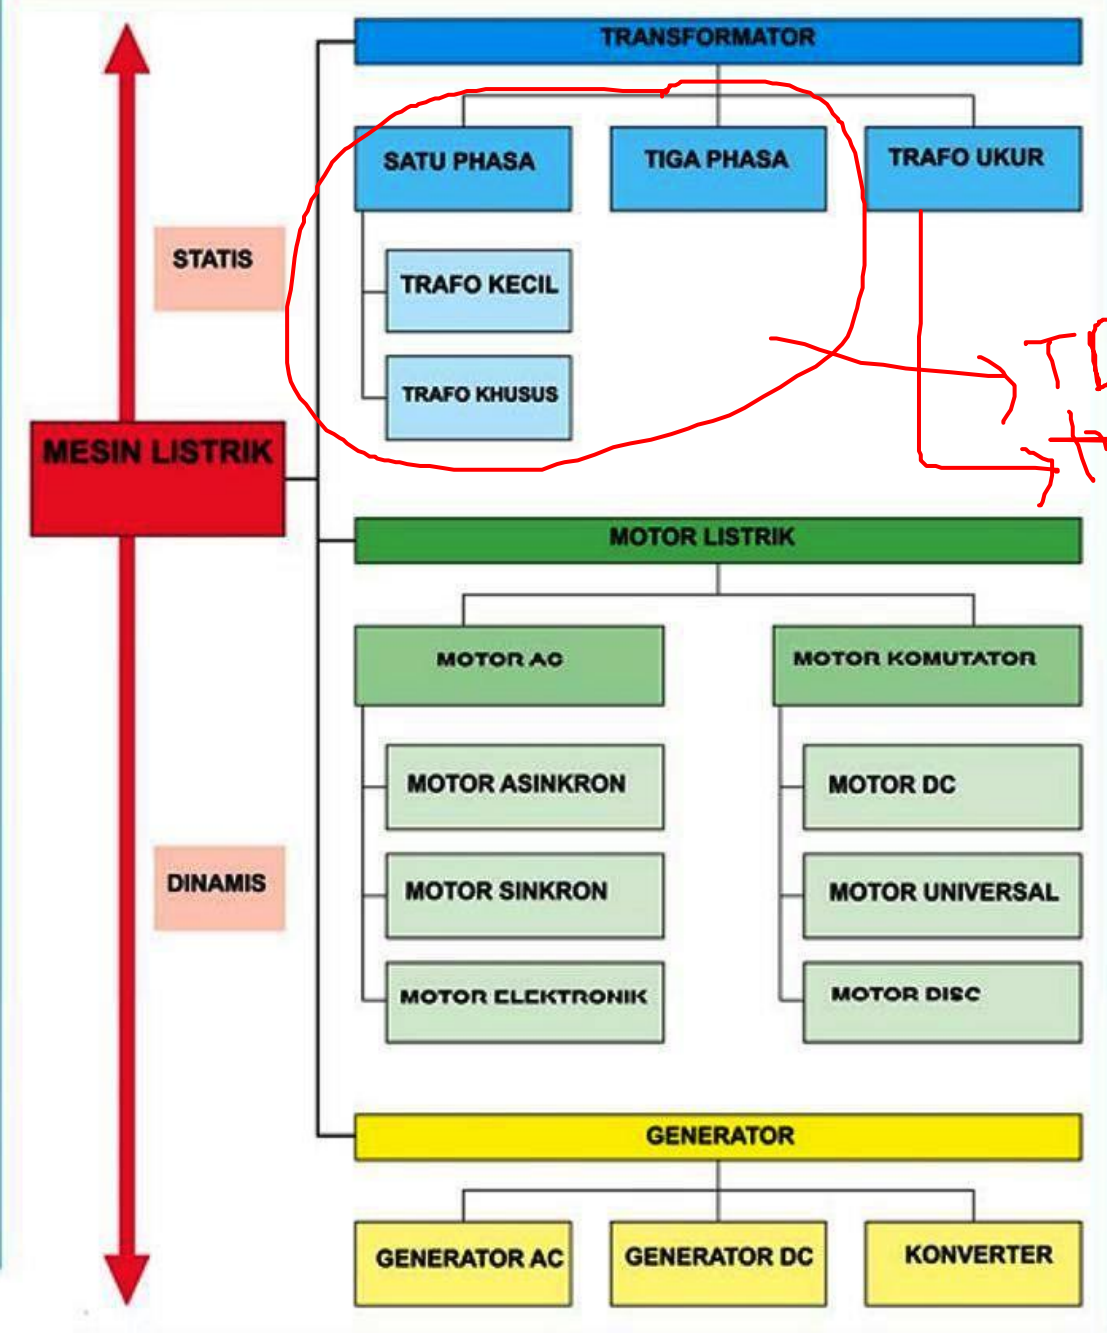 TRANSFORMATOR
SATU PHASA
TIGA PHASA
TRAFO UKUR
STATIS
TRAFO KECIL
TRAFO KHUSUS
MESIN LISTRIK
MOTOR LISTRIK
MOTOR AC
MOTOR KOMUTATOR
MOTOR ASINKRON
MOTOR DC
DINAMIS
MOTOR SINKRON
MOTOR UNIVERSAL
MOTOR ELEKTRONIK
MOTOR DISC
GENERATOR
GENERATOR AC
GENERATOR DC
KONVERTER